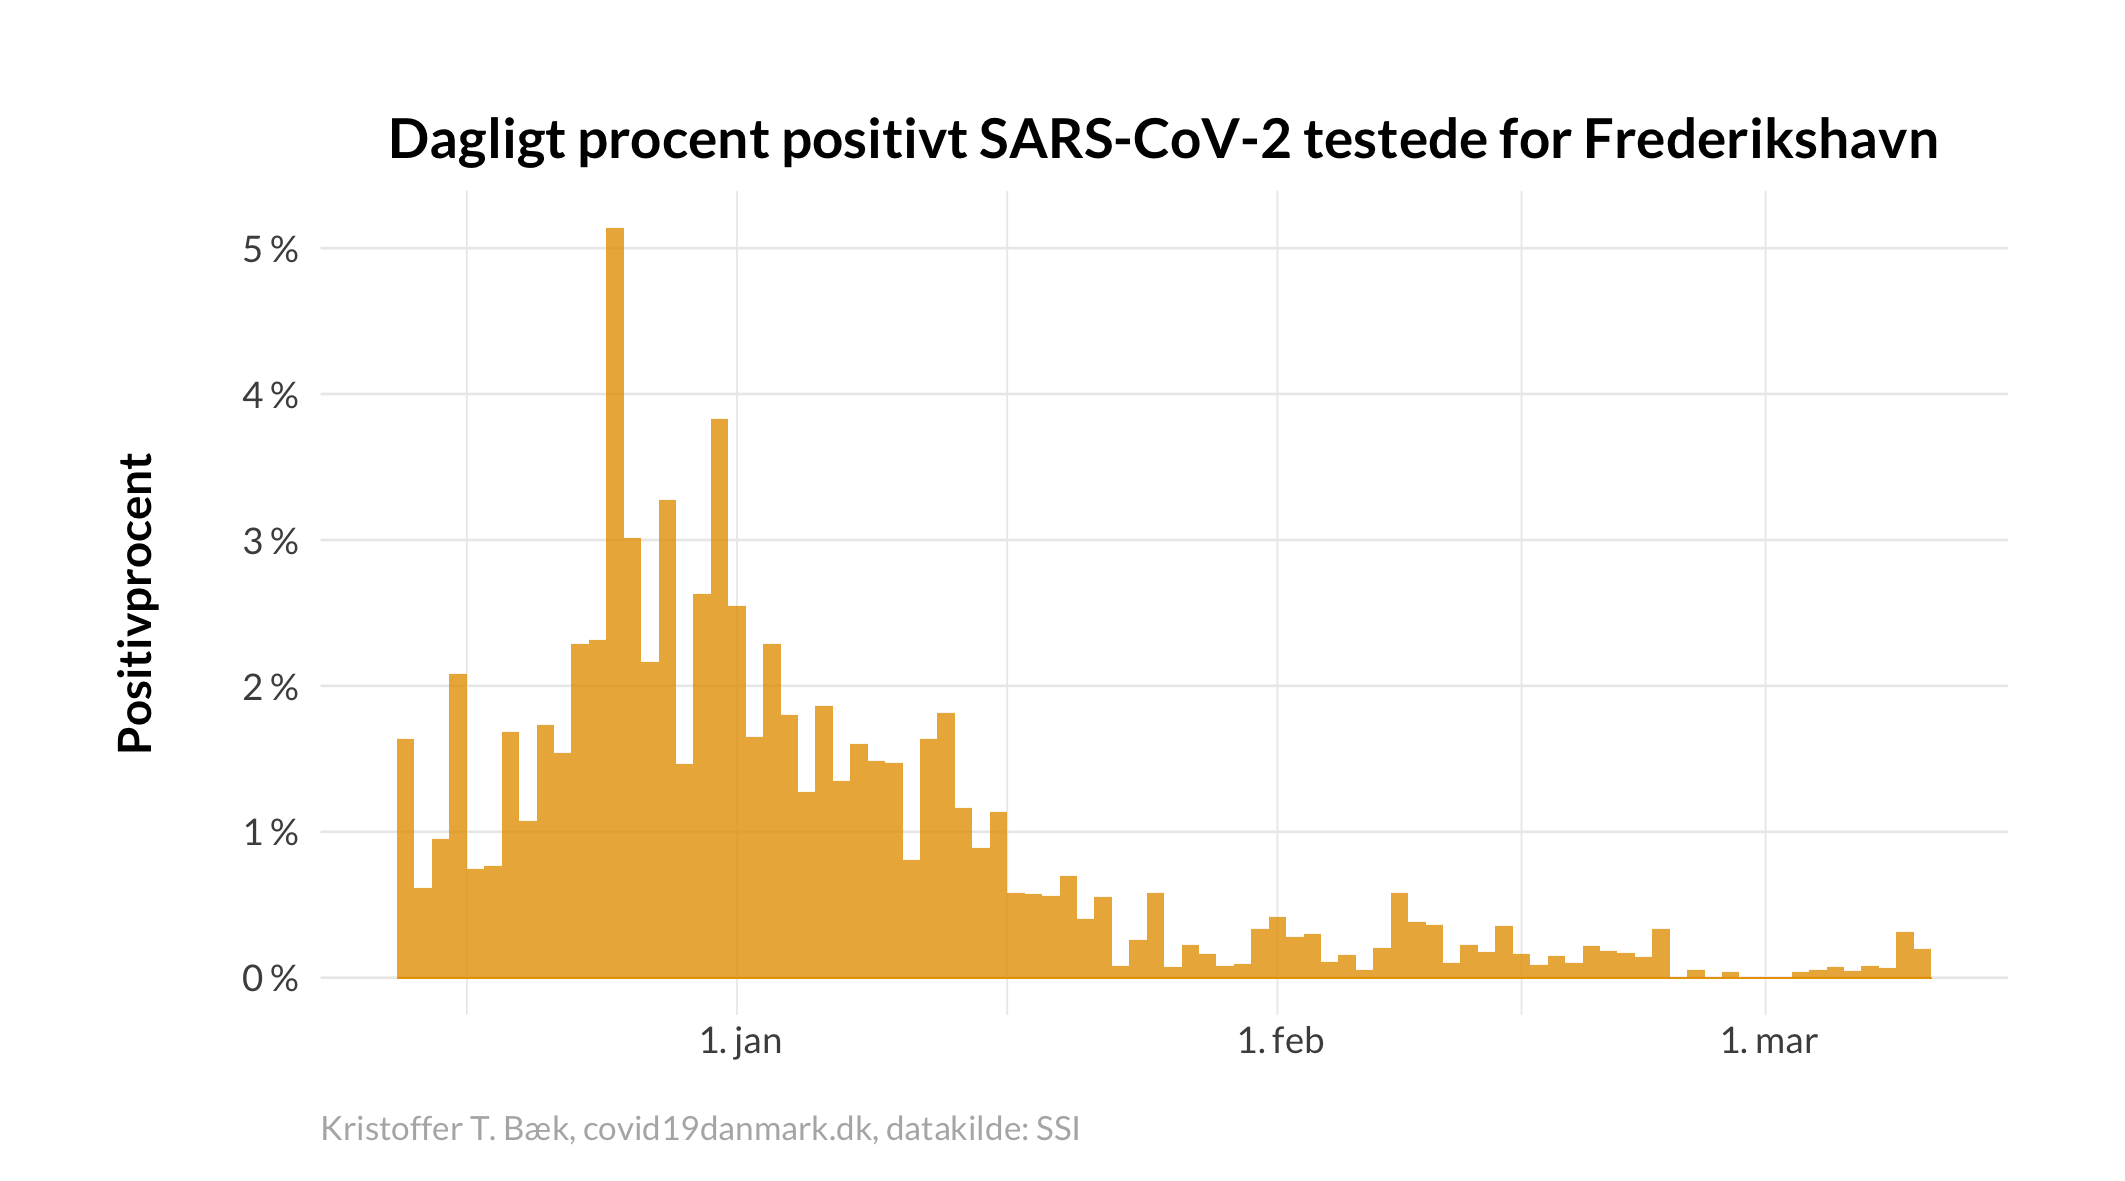 Dagligt procent positivt SARS-CoV-2 testede for Frederikshavn
Positivprocent
5 %
4 %
3 %
2 %
1 %
0 %
1. jan
1. feb
1. mar
Kristoffer T. Bæk, covid19danmark.dk, datakilde: SSI